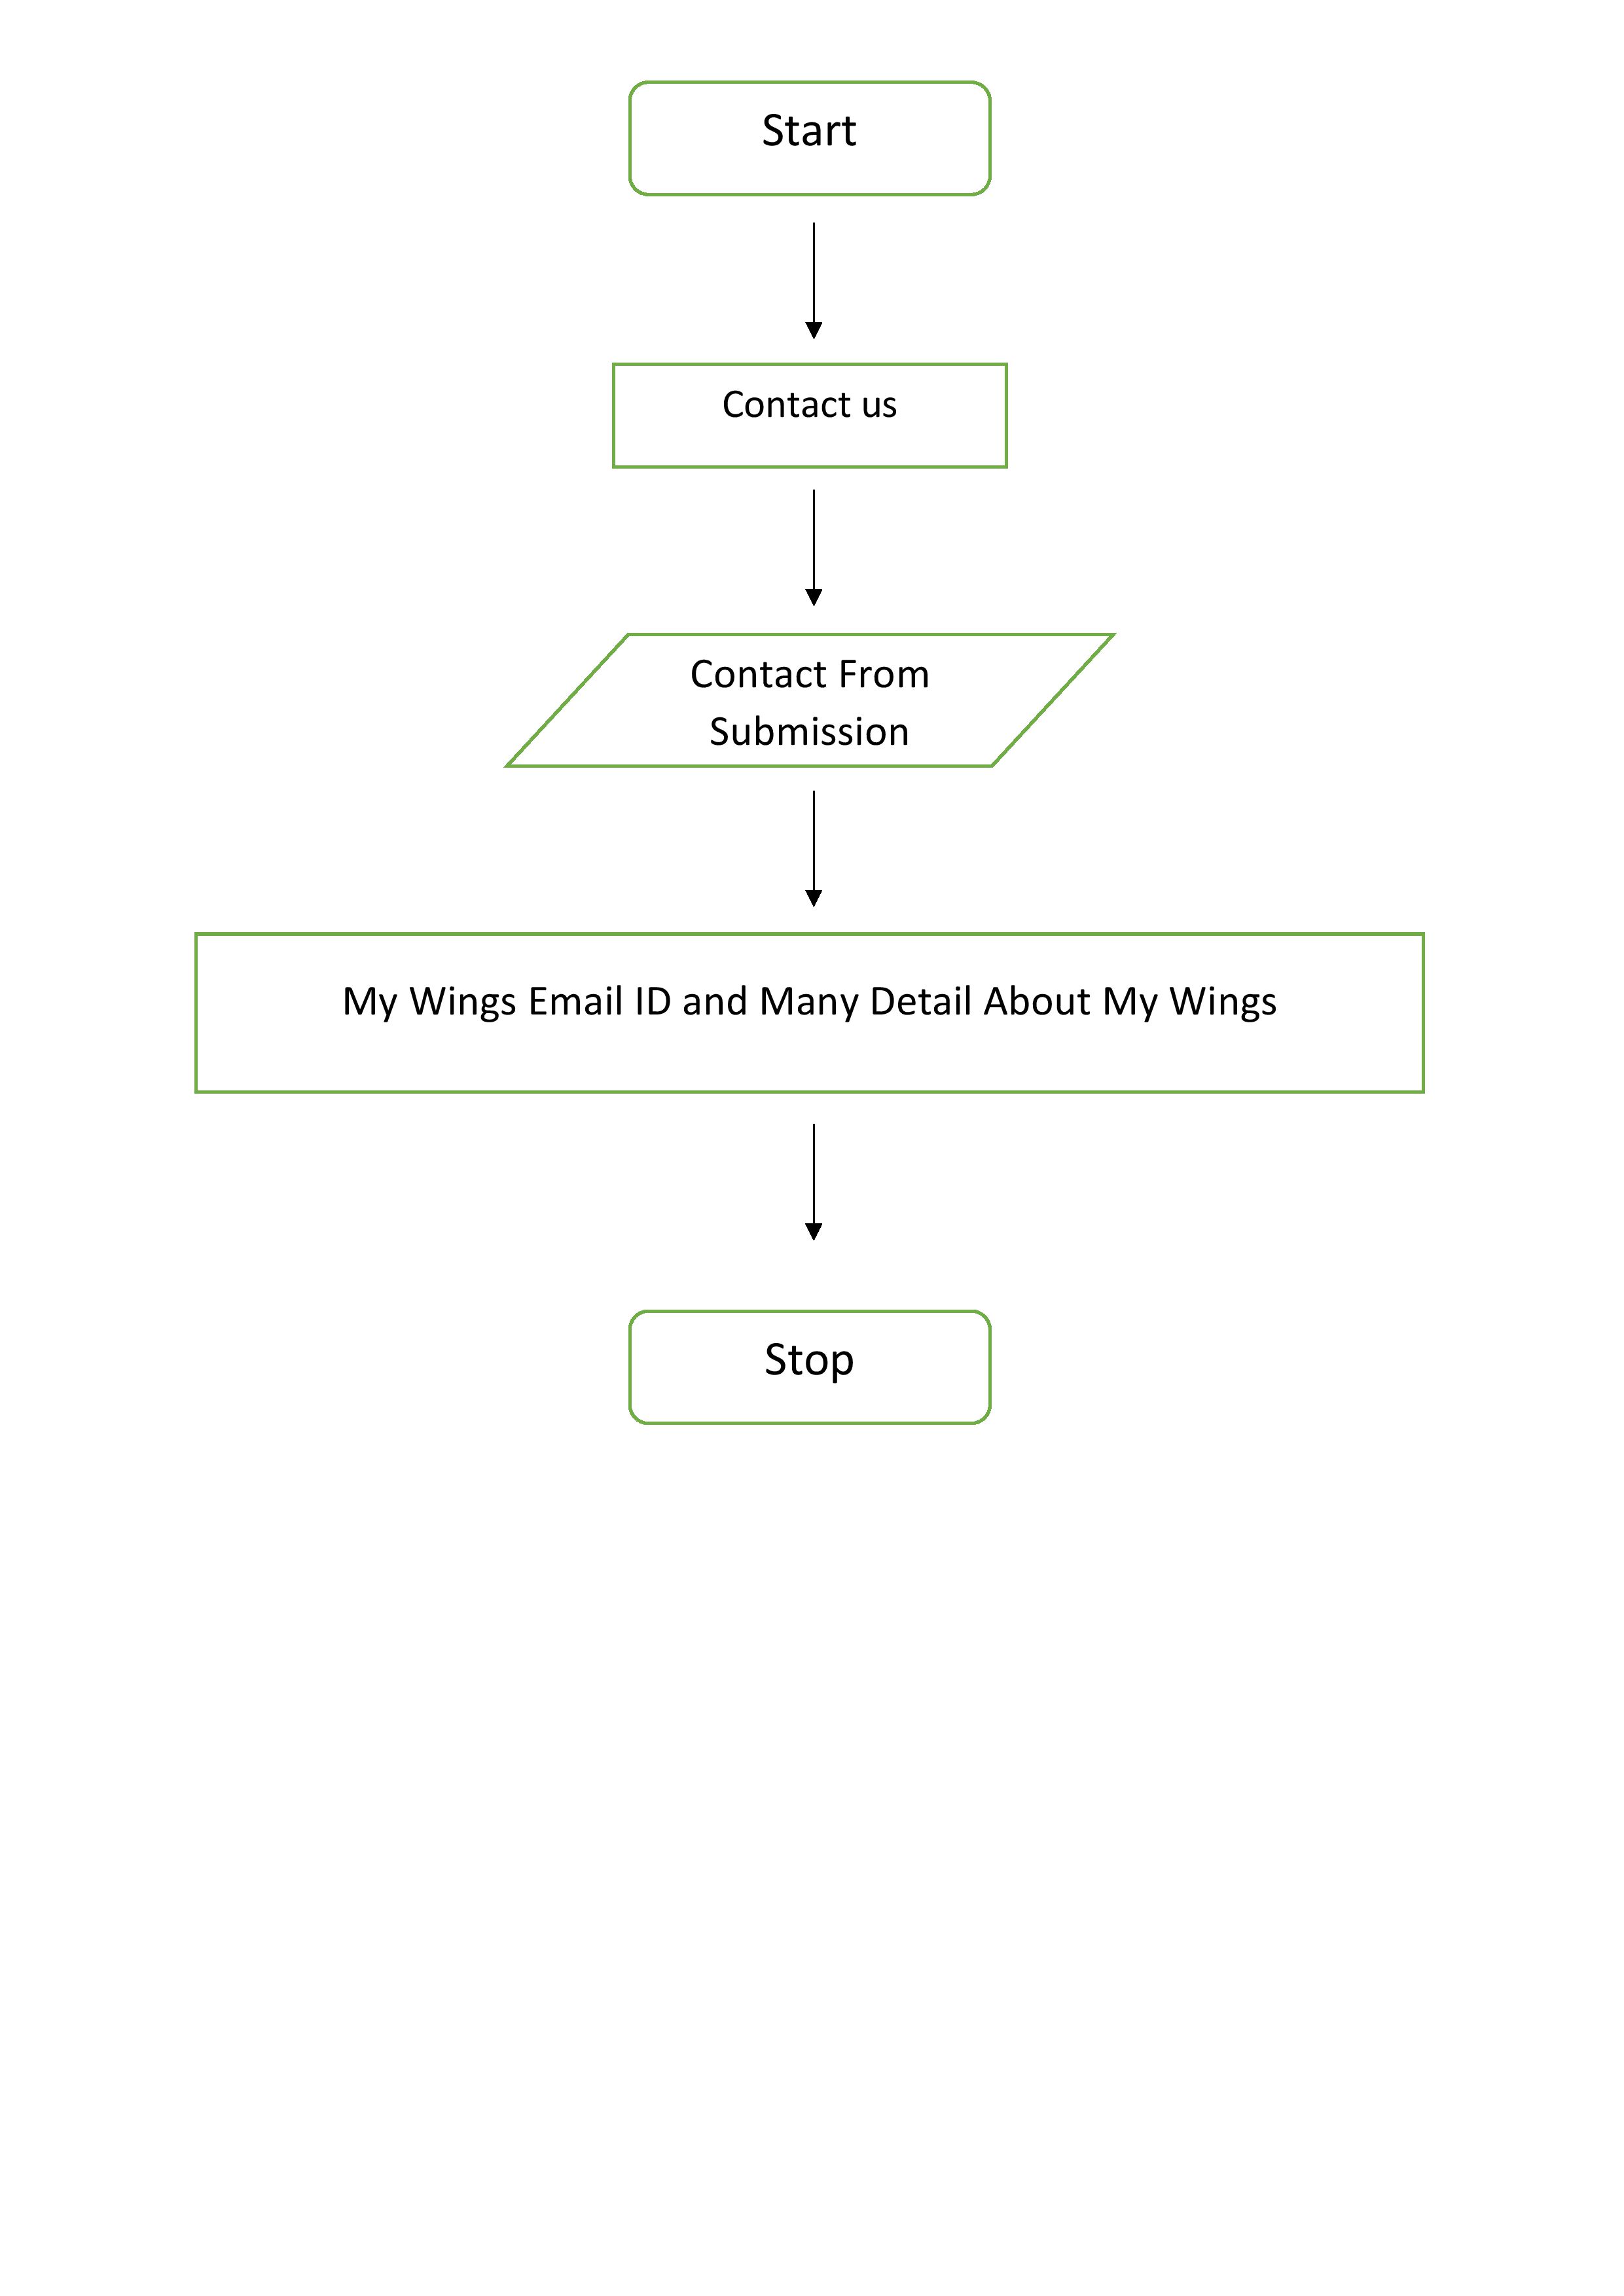 Start
Contact us
Contact From
Submission
My Wings Email ID and Many Detail About My Wings
Stop